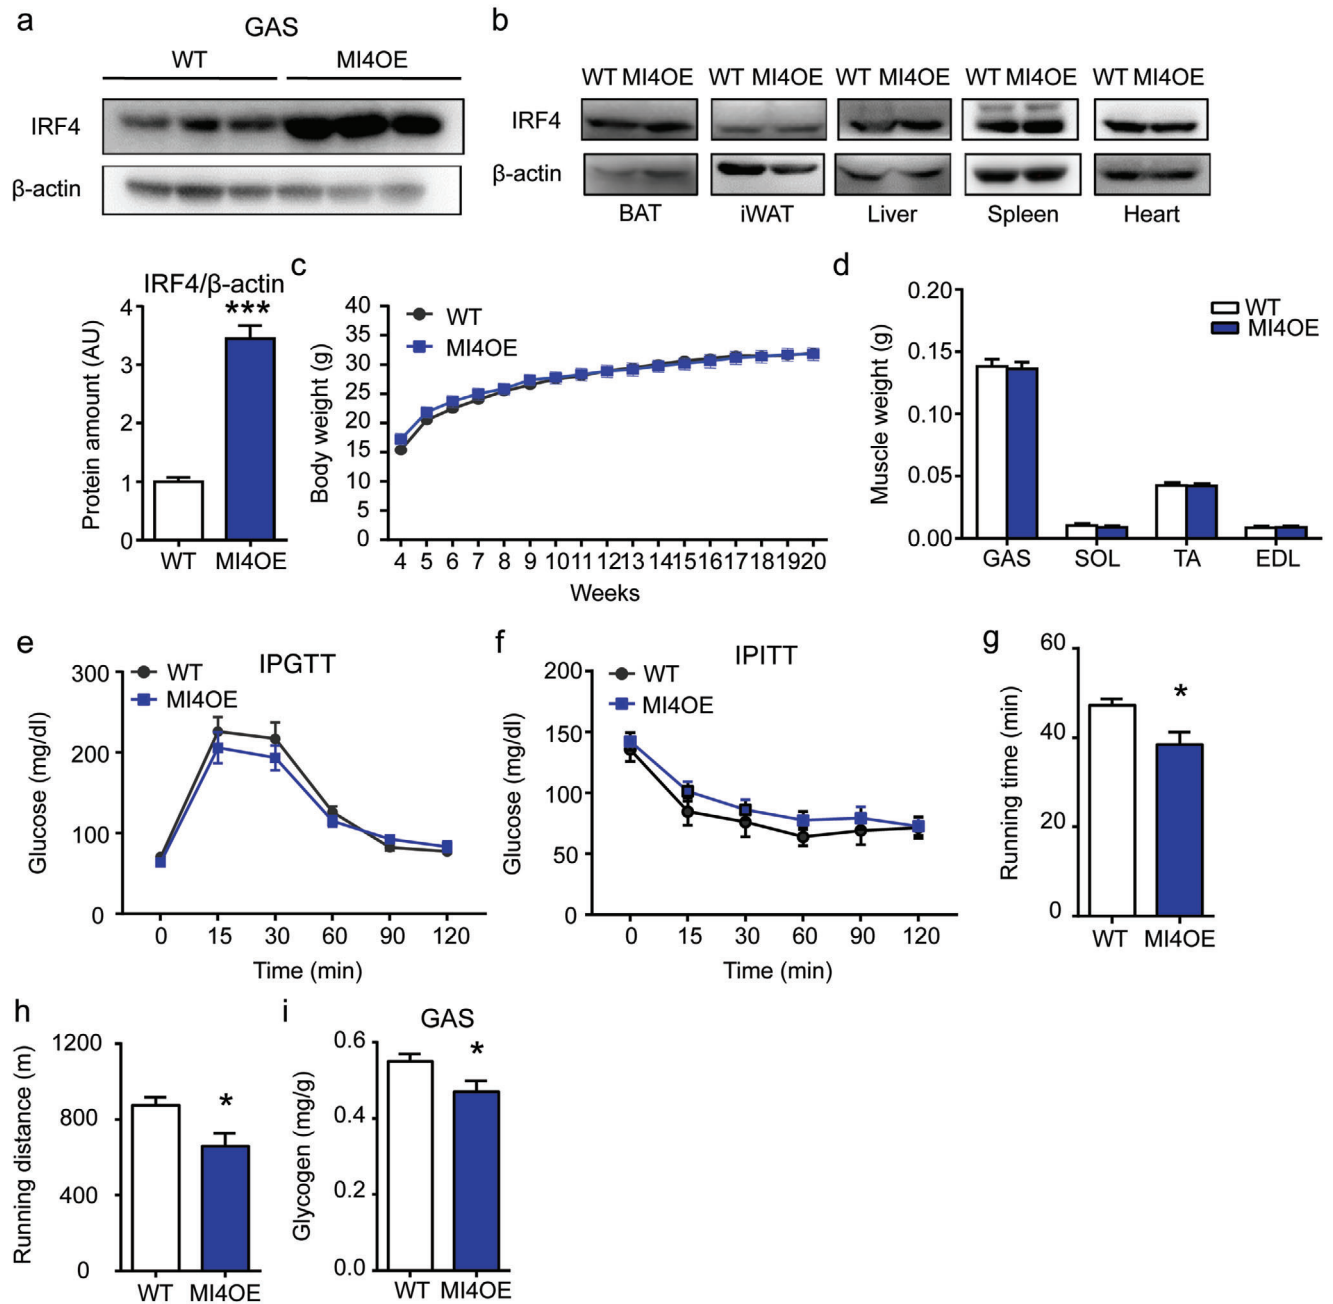 a
GAS
WT MI4OE
IRF4
β-actin
b
WT MI4OE WT MI4OE WT MI4OE WT MI4OE WT MI4OE
IRF4
β-actin
BAT iWAT Liver Spleen Heart
IRF4/β-actin
***
Protein amount (AU)
4
3
2
1
0
WT MI4OE
c
Body weight (g)
40
35
30
25
20
15
10
5
0
WT
MI4OE
4 5 6 7 8 9 10 11 12 13 14 15 16 17 18 19 20
Weeks
d
Muscle weight (g)
0.20
0.15
0.10
0.05
0.00
WT
MI4OE
GAS SOL TA EDL
e
IPGTT
WT
MI4OE
Glucose (mg/dl)
300
200
100
0
0 15 30 60 90 120
Time (min)
f
IPITT
WT
MI4OE
Glucose (mg/dl)
200
150
100
50
0
0 15 30 60 90 120
Time (min)
g
Running time (min)
60
40
20
0
*
WT MI4OE
h
Running distance (m)
1200
800
400
0
*
WT MI4OE
i
GAS
Glycogen (mg/g)
0.6
0.4
0.2
0.0
*
WT MI4OE